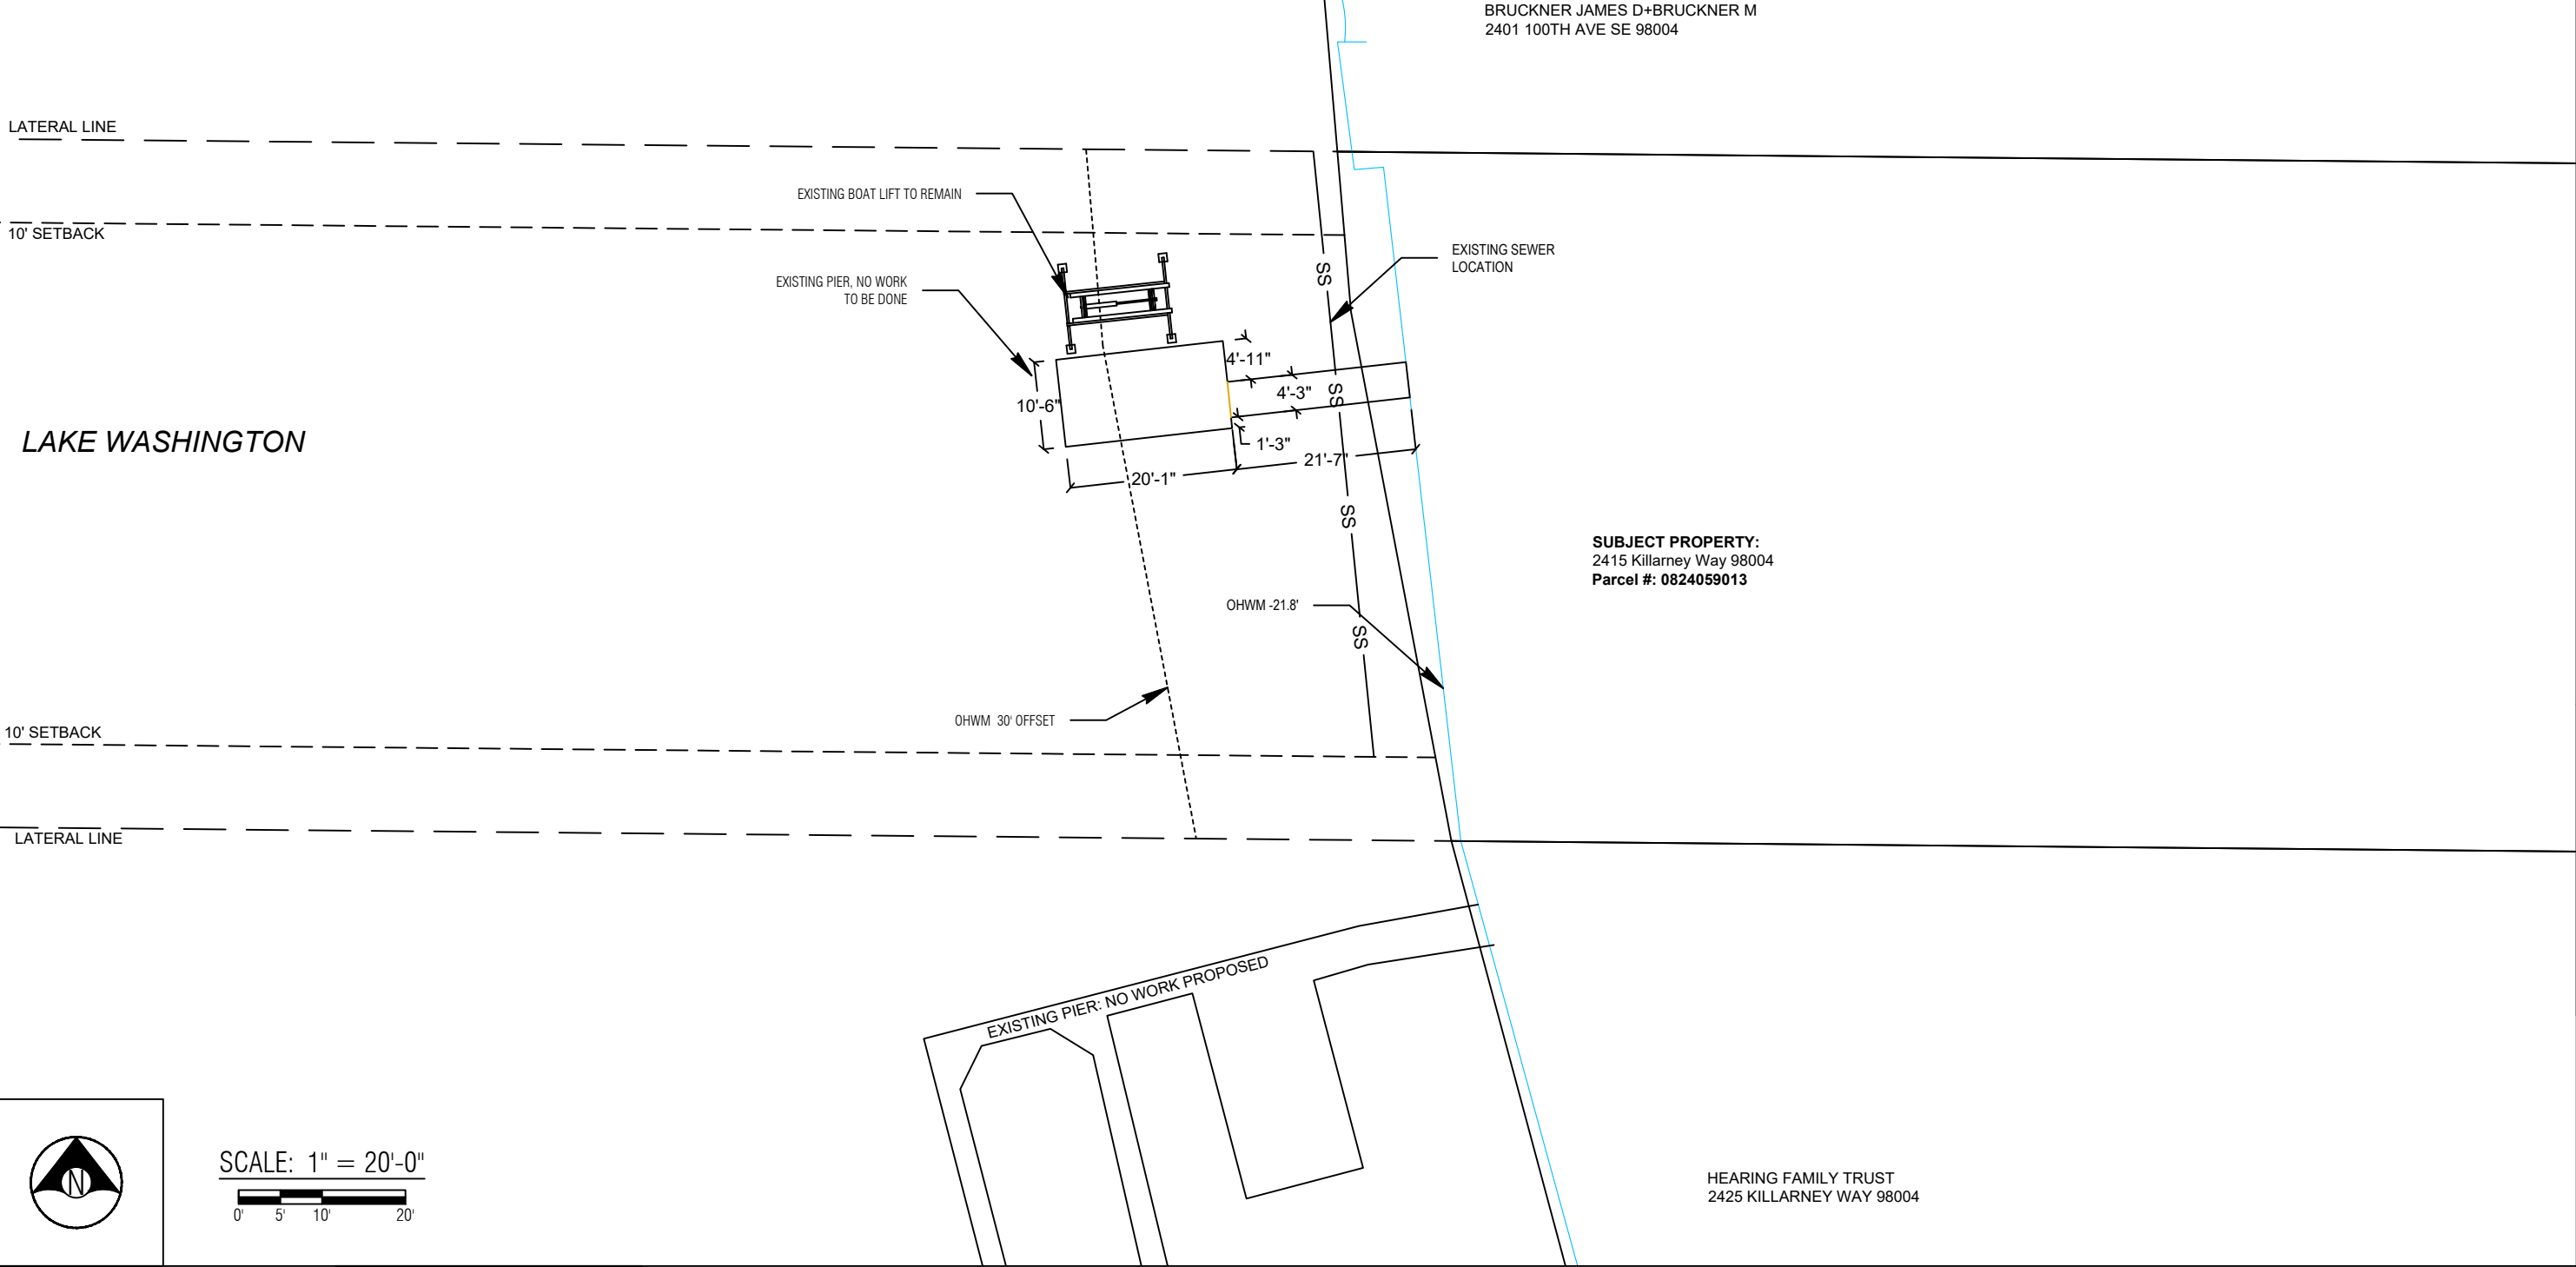 BRUCKNER JAMES D+BRUCKNER M
2401 100TH AVE SE 98004
LATERAL LINE
EXISTING BOAT LIFT TO REMAIN
10' SETBACK
EXISTING SEWER
LOCATION
SS
EXISTING PIER, NO WORK
TO BE DONE
4'-11"
4'-3"
SS
10'-6"
LAKE WASHINGTON
1'-3"
21'-7"
20'-1"
SS
SUBJECT PROPERTY:
2415 Killarney Way 98004
Parcel #: 0824059013
OHWM -21.8'
SS
OHWM 30' OFFSET
10' SETBACK
LATERAL LINE
EXISTING PIER: NO WORK PROPOSED
N
SCALE: 1" = 20'-0"
0' 5' 10' 20'
HEARING FAMILY TRUST
2425 KILLARNEY WAY 98004